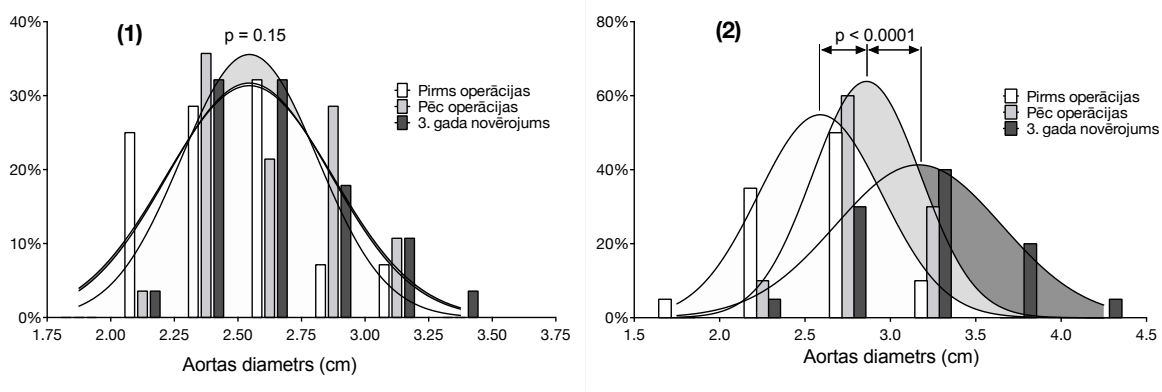 (1)
p = 0.15
40%
30%
20%
10%
0%
Pirms operācijas
Pēc operācijas
3. gada novērojums
1.75 2.00 2.25 2.50 2.75 3.00 3.25 3.50 3.75
Aortas diametrs (cm)
(2)
p < 0.0001
80%
60%
40%
20%
0%
Pirms operācijas
Pēc operācijas
3. gada novērojums
1.5 2.0 2.5 3.0 3.5 4.0 4.5
Aortas diametrs (cm)